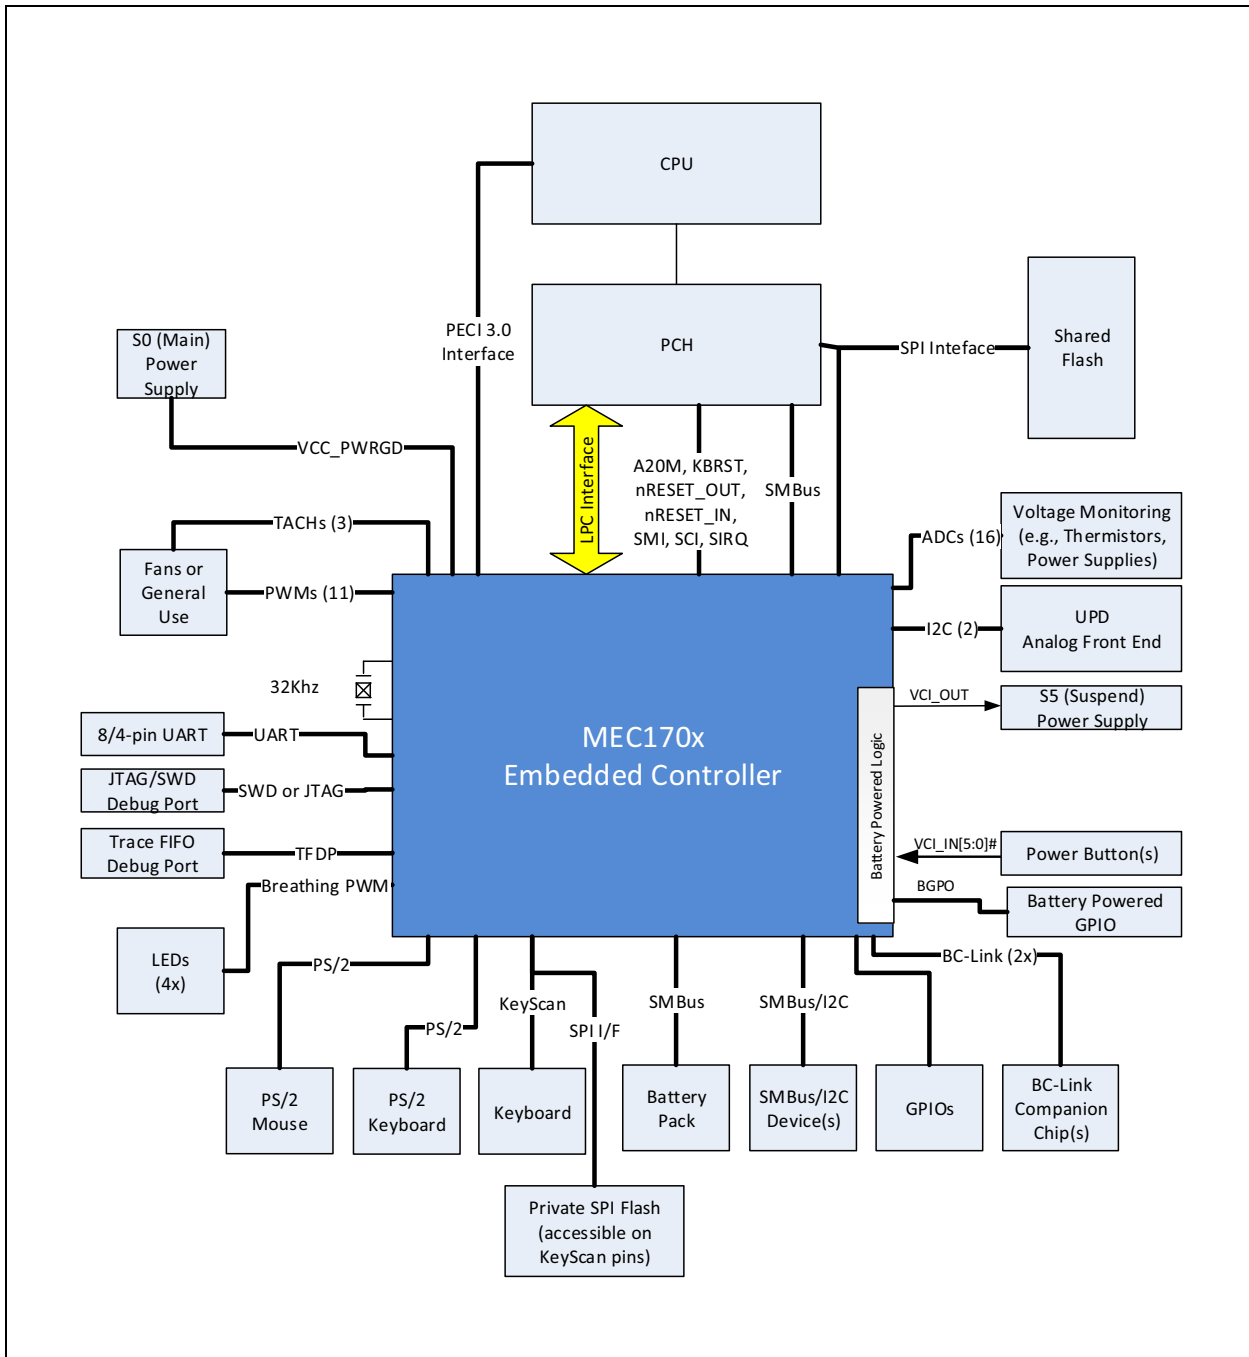 CPU
PCH
PECI 3.0
Interface
SPI Inteface
Shared
Flash
S0 (Main)
Power
Supply
VCC_PWRGD
LPC Interface
A20M, KBRST,
nRESET_OUT,
nRESET_IN,
SMI, SCI, SIRQ
SMBus
TACHs (3)
Fans or
General
Use
PWMs (11)
ADCs (16)
Voltage Monitoring
(e.g., Thermistors,
Power Supplies)
I2C (2)
UPD
Analog Front End
32Khz
VCI_OUT
S5 (Suspend)
Power Supply
8/4-pin UART
UART
MEC170x
Embedded Controller
Battery Powered Logic
JTAG/SWD
Debug Port
SWD or JTAG
Trace FIFO
Debug Port
TFDP
VCI_IN[5:0]#
Power Button(s)
Breathing PWM
BGPO
Battery Powered
GPIO
LEDs
(4x)
PS/2
BC-Link (2x)
KeyScan
SMBus
SMBus/I2C
PS/2
SPI I/F
PS/2
Mouse
PS/2
Keyboard
Keyboard
Battery
Pack
SMBus/I2C
Device(s)
GPIOs
BC-Link
Companion
Chip(s)
Private SPI Flash
(accessible on
KeyScan pins)